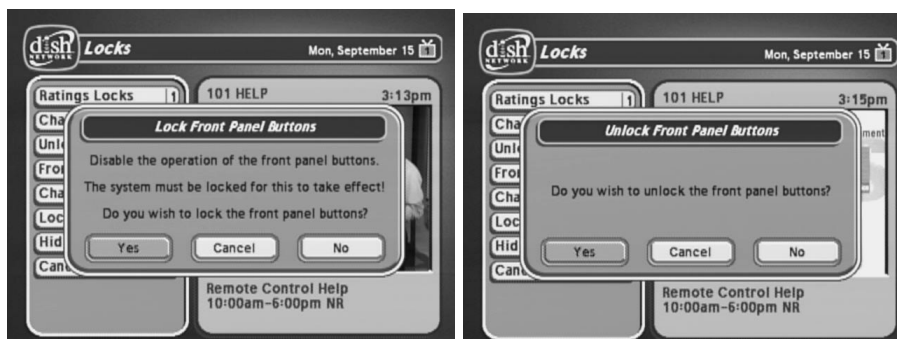 dish
NETWORK
Locks
Mon, September 15
1
Ratings Locks 1
101 HELP
3:13pm
Lock Front Panel Buttons
Disable the operation of the front panel buttons.
The system must be locked for this to take effect!
Do you wish to lock the front panel buttons?
Yes
Cancel
No
Remote Control Help
10:00am-6:00pm NR
dish
NETWORK
Locks
Mon, September 15
1
Ratings Locks 1
101 HELP
3:15pm
Unlock Front Panel Buttons
Do you wish to unlock the front panel buttons?
Yes
Cancel
No
Remote Control Help
10:00am-6:00pm NR